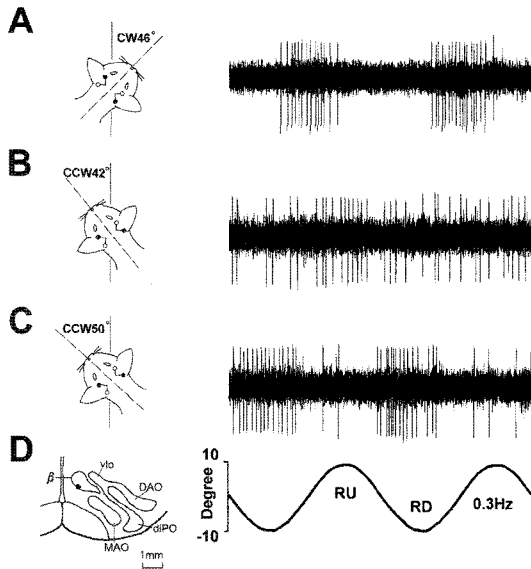 A
CW46°
B
CCW42°
C
CCW50°
D
β
vlo
DAO
dlPO
MAO
1mm
Degree
10
-10
RU
RD
0.3Hz